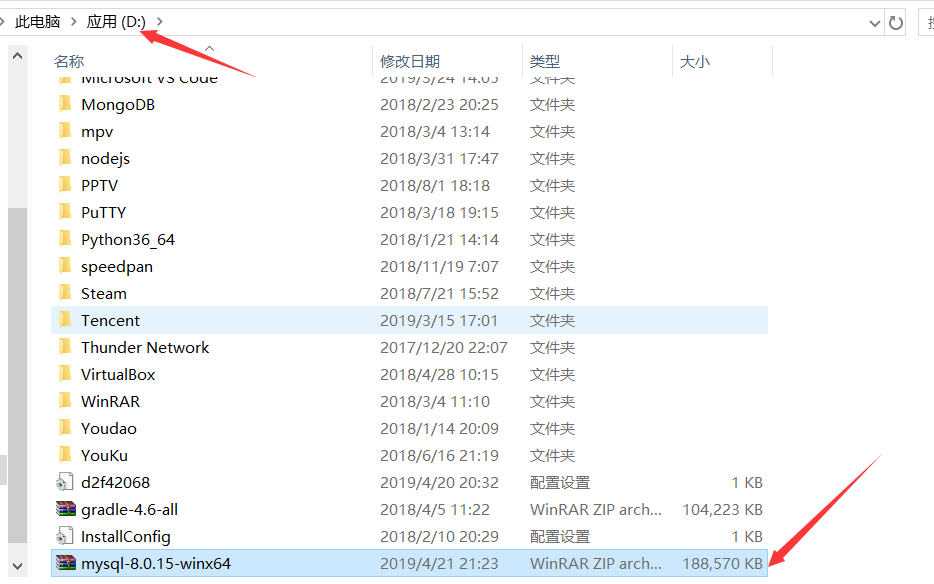 此电脑 > 应用 (D:) >
名称 修改日期 类型 大小
Microsoft VS Code 2019/3/24 14:05 文件夹
MongoDB 2018/2/23 20:25 文件夹
mpv 2018/3/4 13:14 文件夹
nodejs 2018/3/31 17:47 文件夹
PPTV 2018/8/1 18:18 文件夹
PuTTY 2018/3/18 19:15 文件夹
Python36_64 2018/1/21 14:14 文件夹
speedpan 2018/11/19 7:07 文件夹
Steam 2018/7/21 15:52 文件夹
Tencent 2019/3/15 17:01 文件夹
Thunder Network 2017/12/20 22:07 文件夹
VirtualBox 2018/4/28 10:15 文件夹
WinRAR 2018/3/4 11:10 文件夹
Youdao 2018/1/14 20:09 文件夹
YouKu 2018/6/16 21:19 文件夹
d2f42068 2019/4/20 20:32 配置设置 1 KB
gradle-4.6-all 2018/4/5 11:22 WinRAR ZIP arch... 104,223 KB
InstallConfig 2018/2/10 20:29 配置设置 1 KB
mysql-8.0.15-winx64 2019/4/21 21:23 WinRAR ZIP arch... 188,570 KB